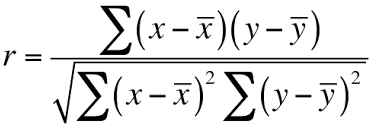 r = ∑(x − x̅)(y − y̅) / √(∑(x − x̅)² ∑(y − y̅)²)